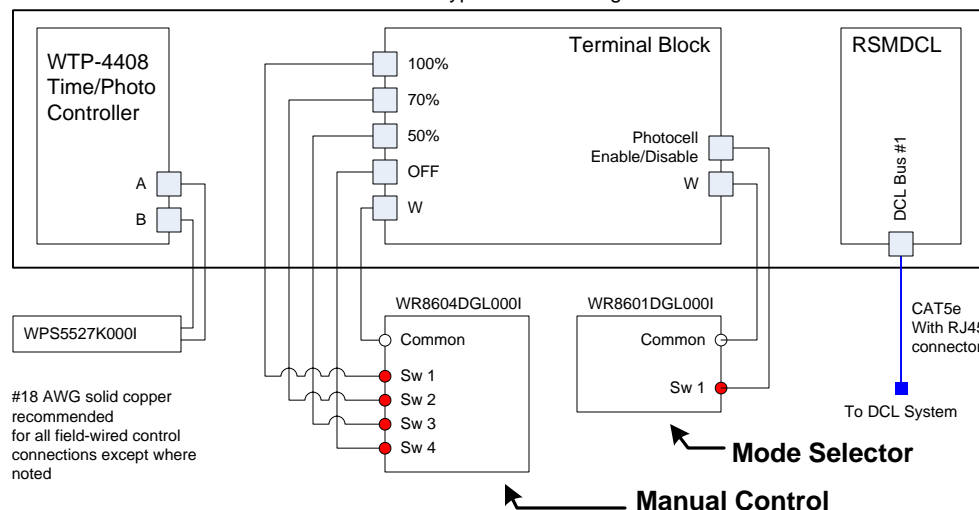 WTP-4408
Time/Photo
Controller
A
B
Terminal Block
100%
70%
50%
OFF
W
Photocell
Enable/Disable
W
RSMDCL
DCL Bus #1
WPS5527K000I
#18 AWG solid copper
recommended
for all field-wired control
connections except where
noted
WR8604DGL000I
Common
Sw 1
Sw 2
Sw 3
Sw 4
Manual Control
WR8601DGL000I
Common
Sw 1
Mode Selector
CAT5e
With RJ45
connector
To DCL System